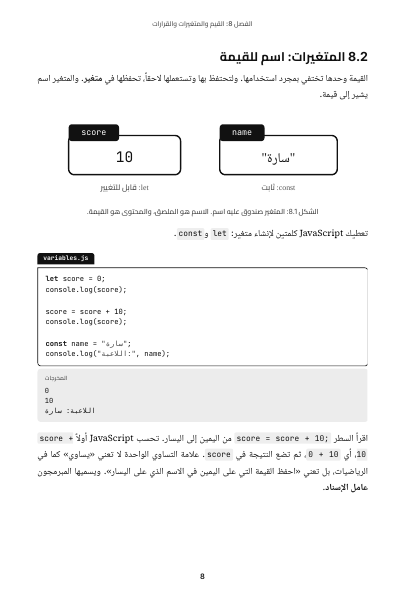 الفصل 8: القيم والمتغيرات والقرارات
8.2 المتغيرات: اسم للقيمة
القيمة وحدها تختفي بمجرد استخدامها. ولتحتفظ بها وتستعملها لاحقاً، تحفظها في متغير. والمتغير اسم
يشير إلى قيمة.
name
"سارة"
const: ثابت
score
10
let: قابل للتغيير
الشكل 8.1: المتغير صندوق عليه اسم. الاسم هو الملصق، والمحتوى هو القيمة.
تعطيك JavaScript كلمتين لإنشاء متغير: let و const.
variables.js
let score = 0;
console.log(score);
score = score + 10;
console.log(score);
const name = "سارة";
console.log("اللاعبة:", name);
المخرجات
0
10
اللاعبة: سارة
اقرأ السطر score = score + 10; من اليمين إلى اليسار. تحسب JavaScript أولاً score +
10، أي 0 + 10، ثم تضع النتيجة في score. علامة التساوي الواحدة لا تعني «يساوي» كما في
الرياضيات، بل تعني «احفظ القيمة التي على اليمين في الاسم الذي على اليسار». ويسميها المبرمجون
عامل الإسناد.
8